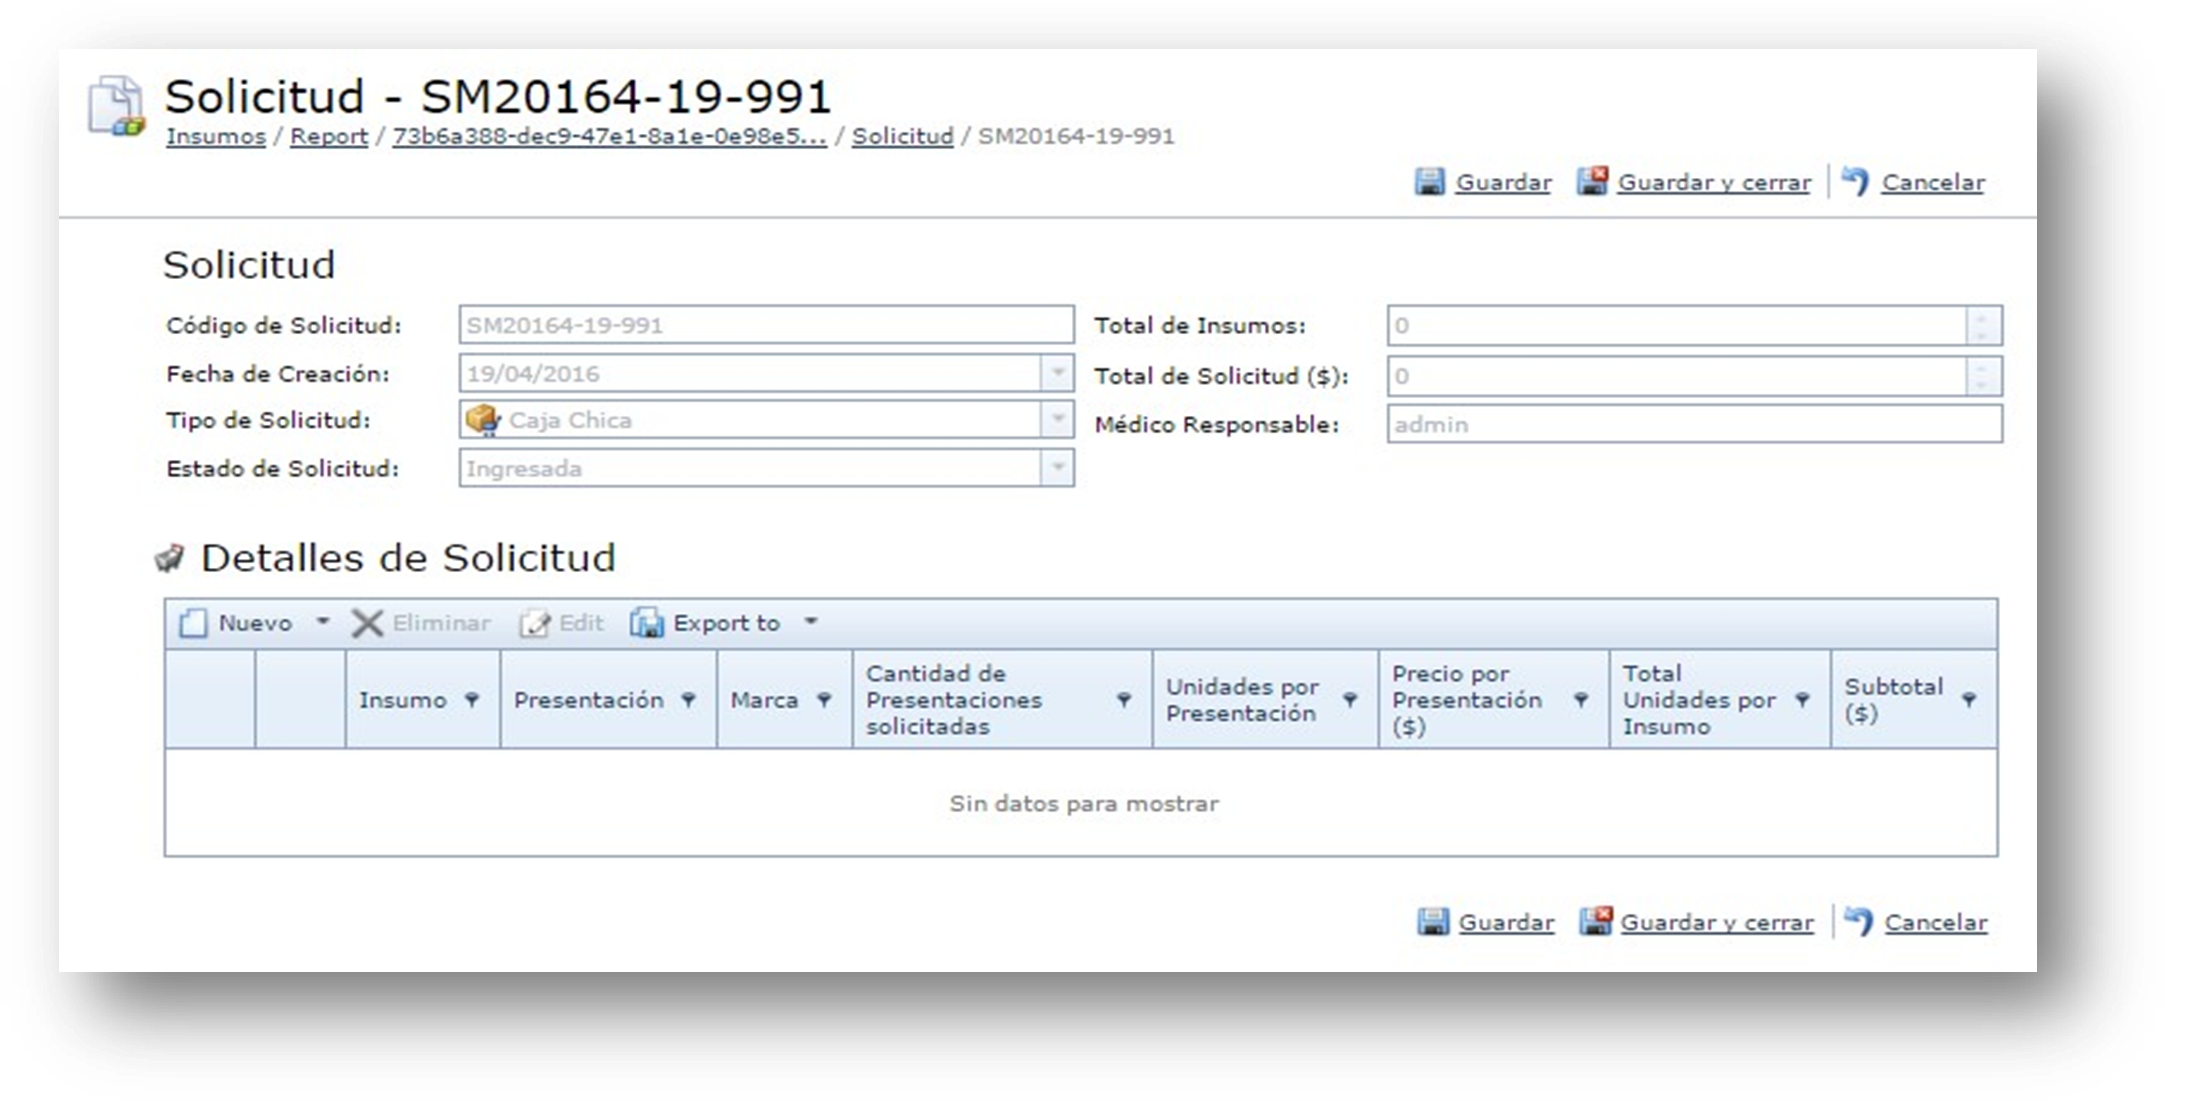 Solicitud - SM20164-19-991
Insumos / Report / 73b6a388-dec9-47e1-8a1e-0e98e5... / Solicitud / SM20164-19-991
Guardar Guardar y cerrar Cancelar
Solicitud
Código de Solicitud: SM20164-19-991 Total de Insumos: 0
Fecha de Creación: 19/04/2016 Total de Solicitud ($): 0
Tipo de Solicitud: Caja Chica Médico Responsable: admin
Estado de Solicitud: Ingresada
Detalles de Solicitud
Nuevo Eliminar Edit Export to
Insumo
Presentación
Marca
Cantidad de
Presentaciones
solicitadas
Unidades por
Presentación
Precio por
Presentación
($)
Total
Unidades por
Insumo
Subtotal
($)
Sin datos para mostrar
Guardar Guardar y cerrar Cancelar